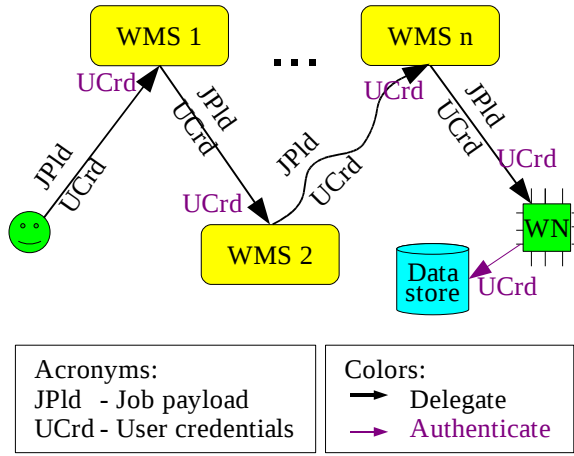 WMS 1
...
WMS n
UCrd
UCrd
JPld
UCrd
JPld
UCrd
JPld
UCrd
JPld
UCrd
UCrd
JPld
UCrd
UCrd
WMS 2
WN
Data
store
UCrd
Acronyms:
JPld - Job payload
UCrd - User credentials
Colors:
Delegate
Authenticate